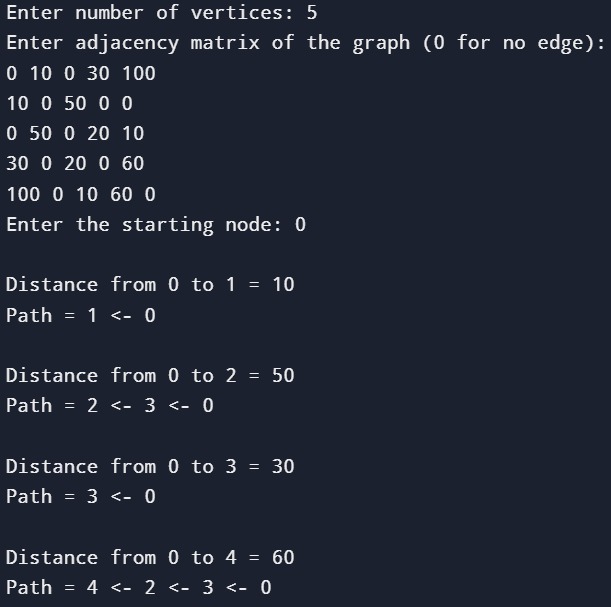 Enter number of vertices: 5
Enter adjacency matrix of the graph (0 for no edge):
0 10 0 30 100
10 0 50 0 0
0 50 0 20 10
30 0 20 0 60
100 0 10 60 0
Enter the starting node: 0
Distance from 0 to 1 = 10
Path = 1 <- 0
Distance from 0 to 2 = 50
Path = 2 <- 3 <- 0
Distance from 0 to 3 = 30
Path = 3 <- 0
Distance from 0 to 4 = 60
Path = 4 <- 2 <- 3 <- 0